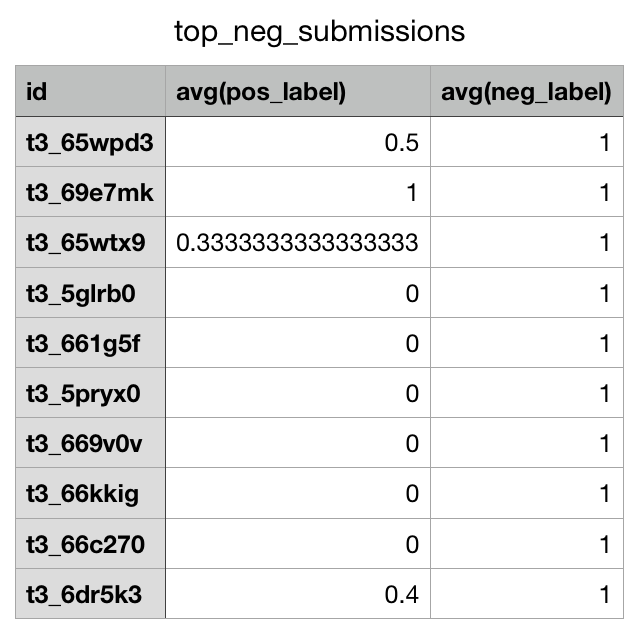 top_neg_submissions
id avg(pos_label) avg(neg_label)
t3_65wpd3 0.5 1
t3_69e7mk 1 1
t3_65wtx9 0.3333333333333333 1
t3_5glrb0 0 1
t3_661g5f 0 1
t3_5pryx0 0 1
t3_669v0v 0 1
t3_66kkig 0 1
t3_66c270 0 1
t3_6dr5k3 0.4 1